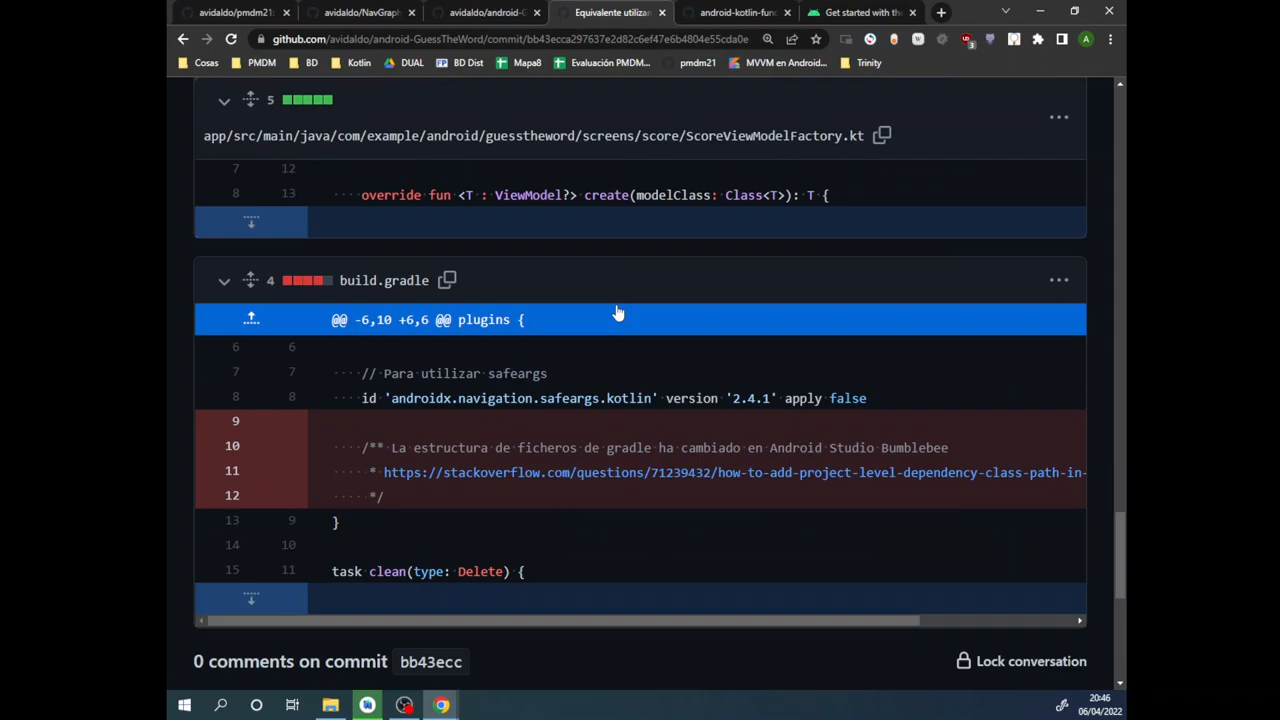 avidaldo/pmdm21:
avidaldo/NavGraph
avidaldo/android-G
Equivalente utilizan
android-kotlin-fun
Get started with the
github.com/avidaldo/android-GuessTheWord/commit/bb43ecca297637e2d82c6ef47e6b4804e55cda0e
3
A
Cosas
PMDM
BD
Kotlin
DUAL
BD Dist
Mapa8
Evaluación PMDM...
pmdm21
MVVM en Android...
Trinity
5
app/src/main/java/com/example/android/guesstheword/screens/score/ScoreViewModelFactory.kt
7 12
8 13 ····override·fun·<T·:·ViewModel?>·create(modelClass:·Class<T>):·T·{
4 build.gradle
@@ -6,10 +6,6 @@ plugins {
6 6
7 7 ····//·Para·utilizar·safeargs
8 8 ····id·'androidx.navigation.safeargs.kotlin'·version·'2.4.1'·apply·false
9
10 ····/**·La·estructura·de·ficheros·de·gradle·ha·cambiado·en·Android·Studio·Bumblebee
11 ·····*·https://stackoverflow.com/questions/71239432/how-to-add-project-level-dependency-class-path-in-
12 ·····*/
13 9 }
14 10
15 11 task·clean(type:·Delete)·{
0 comments on commit bb43ecc
Lock conversation
20:46
06/04/2022